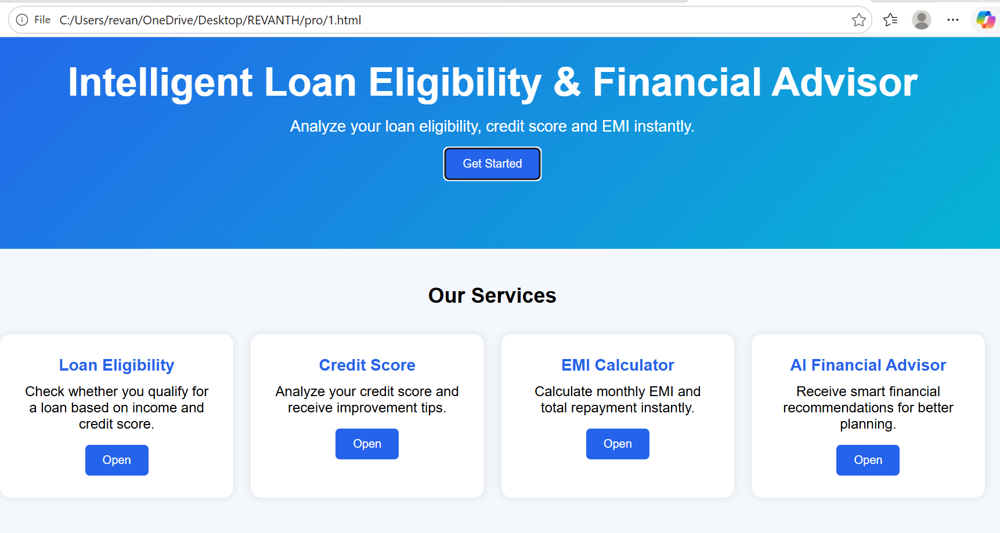 File C:/Users/revan/OneDrive/Desktop/REVANTH/pro/1.html
Intelligent Loan Eligibility & Financial Advisor
Analyze your loan eligibility, credit score and EMI instantly.
Get Started
Our Services
Loan Eligibility
Check whether you qualify for
a loan based on income and
credit score.
Open
Credit Score
Analyze your credit score and
receive improvement tips.
Open
EMI Calculator
Calculate monthly EMI and
total repayment instantly.
Open
AI Financial Advisor
Receive smart financial
recommendations for better
planning.
Open